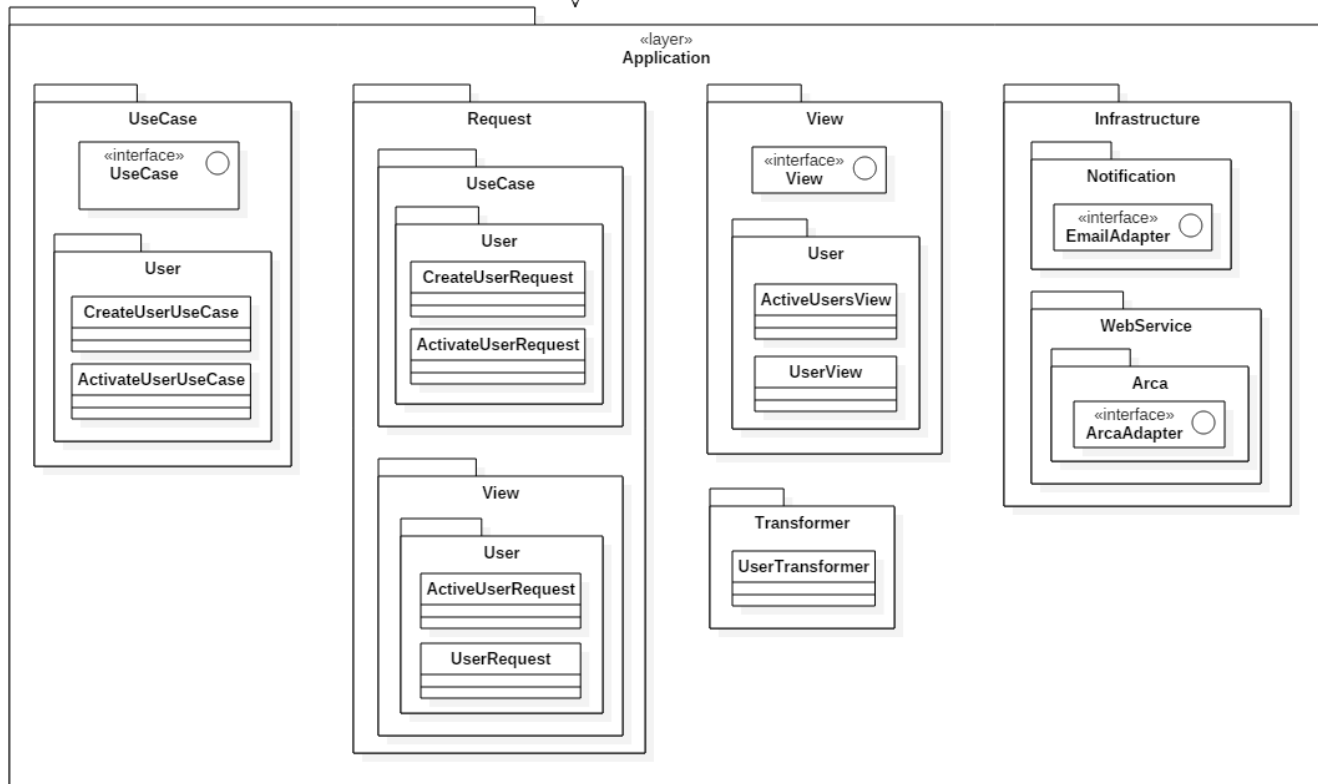 «layer»
Application
UseCase
«interface»
UseCase
User
CreateUserUseCase
ActivateUserUseCase
Request
UseCase
User
CreateUserRequest
ActivateUserRequest
View
User
ActiveUserRequest
UserRequest
View
«interface»
View
User
ActiveUsersView
UserView
Transformer
UserTransformer
Infrastructure
Notification
«interface»
EmailAdapter
WebService
Arca
«interface»
ArcaAdapter